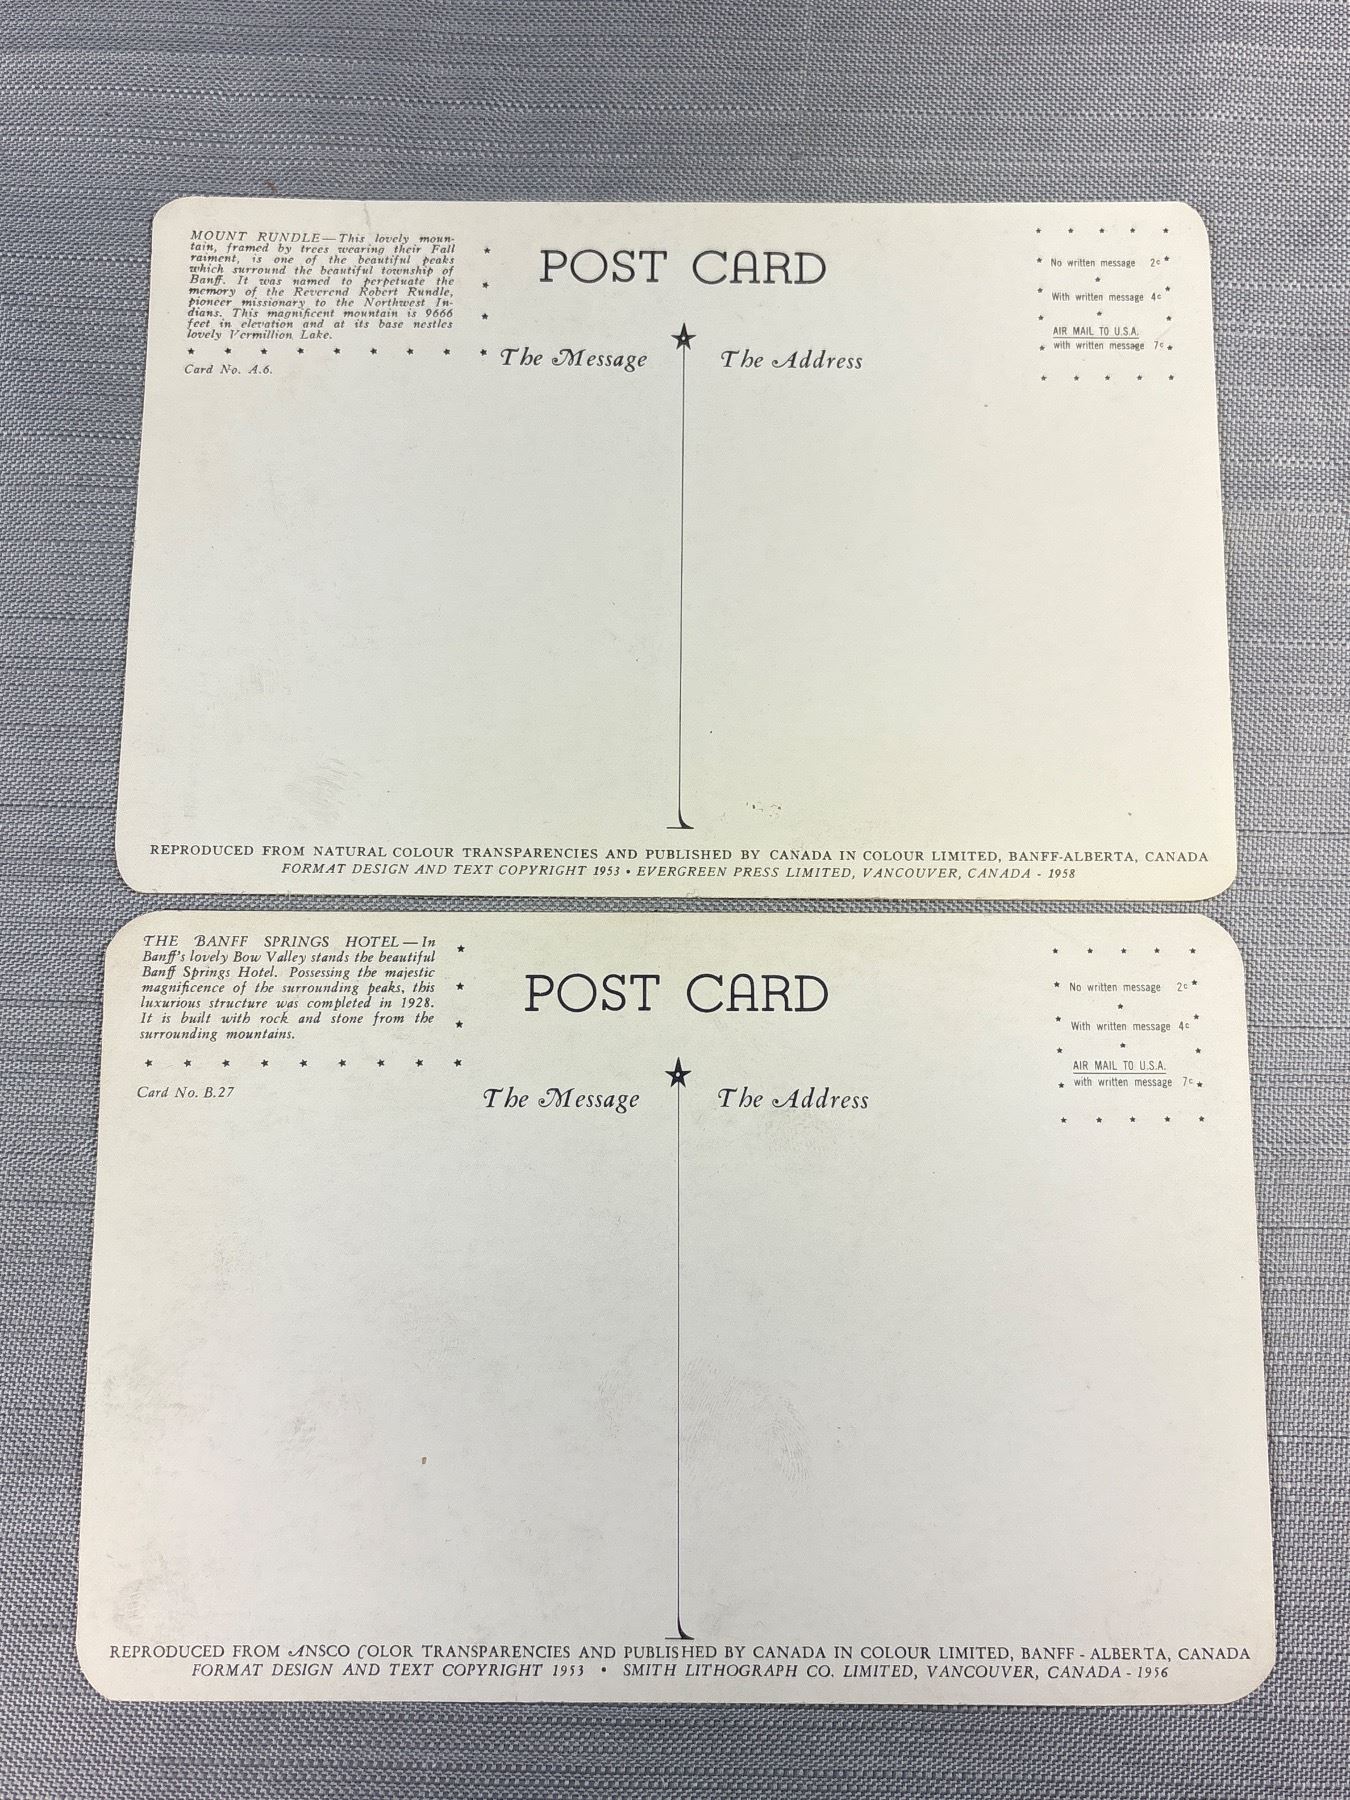 MOUNT RUNDLE—This lovely moun-
tain, framed by trees wearing their Fall
raiment, is one of the beautiful peaks
which surround the beautiful township of
Banff. It was named to perpetuate the
memory of the Reverend Robert Rundle,
pioneer missionary to the Northwest In-
dians. This magnificent mountain is 9666
feet in elevation and at its base nestles
lovely Vermillion Lake.
Card No. A.6.
POST CARD
The Message
The Address
No written message 2c
With written message 4c
AIR MAIL TO U.S.A.
with written message 7c
REPRODUCED FROM NATURAL COLOUR TRANSPARENCIES AND PUBLISHED BY CANADA IN COLOUR LIMITED, BANFF-ALBERTA, CANADA
FORMAT DESIGN AND TEXT COPYRIGHT 1953 • EVERGREEN PRESS LIMITED, VANCOUVER, CANADA - 1958
THE BANFF SPRINGS HOTEL—In
Banff's lovely Bow Valley stands the beautiful
Banff Springs Hotel. Possessing the majestic
magnificence of the surrounding peaks, this
luxurious structure was completed in 1928.
It is built with rock and stone from the
surrounding mountains.
Card No. B.27
POST CARD
The Message
The Address
No written message 2c
With written message 4c
AIR MAIL TO U.S.A.
with written message 7c
REPRODUCED FROM ANSCO COLOR TRANSPARENCIES AND PUBLISHED BY CANADA IN COLOUR LIMITED, BANFF - ALBERTA, CANADA
FORMAT DESIGN AND TEXT COPYRIGHT 1953 • SMITH LITHOGRAPH CO. LIMITED, VANCOUVER, CANADA - 1956